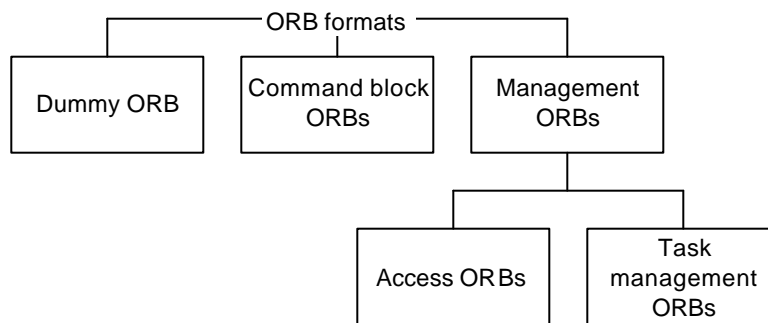 ORB formats
Dummy ORB
Command block
ORBs
Management
ORBs
Access ORBs
Task
management
ORBs